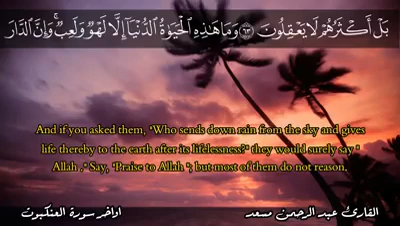 بَلْ أَكْثَرُهُمْ لَا يَعْقِلُونَ ٦٣ وَمَا هَٰذِهِ الْحَيَوٰةُ الدُّنْيَآ إِلَّا لَهْوٌ وَلَعِبٌ ۚ وَإِنَّ الدَّارَ
And if you asked them, "Who sends down rain from the sky and gives
life thereby to the earth after its lifelessness?" they would surely say "
Allah ." Say, "Praise to Allah "; but most of them do not reason.
القارئ عبد الرحمن مسعد
اواخر سورة العنكبوت